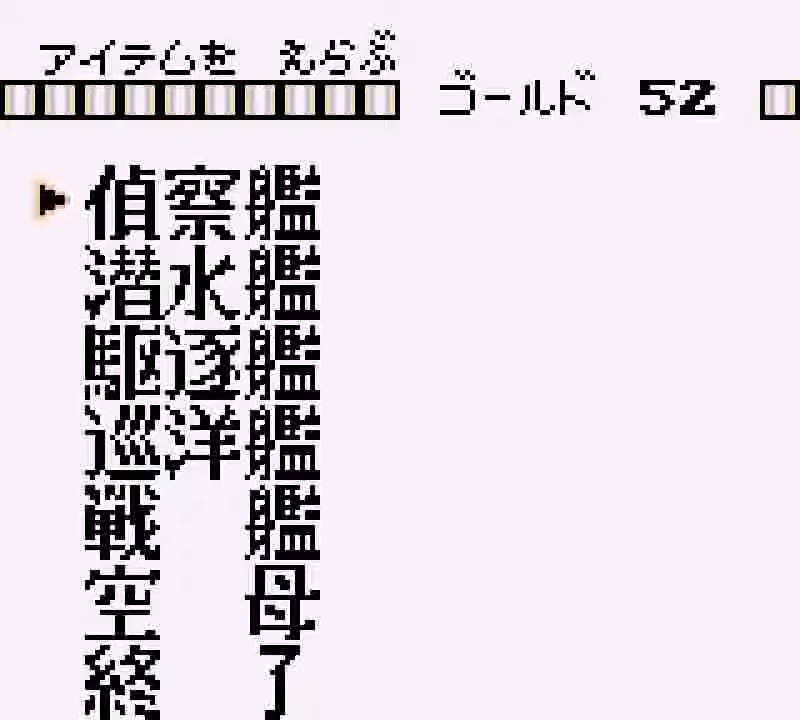 アイテムを えらぶ
ゴールド 52
偵察艦
潜水艦
駆逐艦
巡洋艦
戦 艦
空 母
終 了